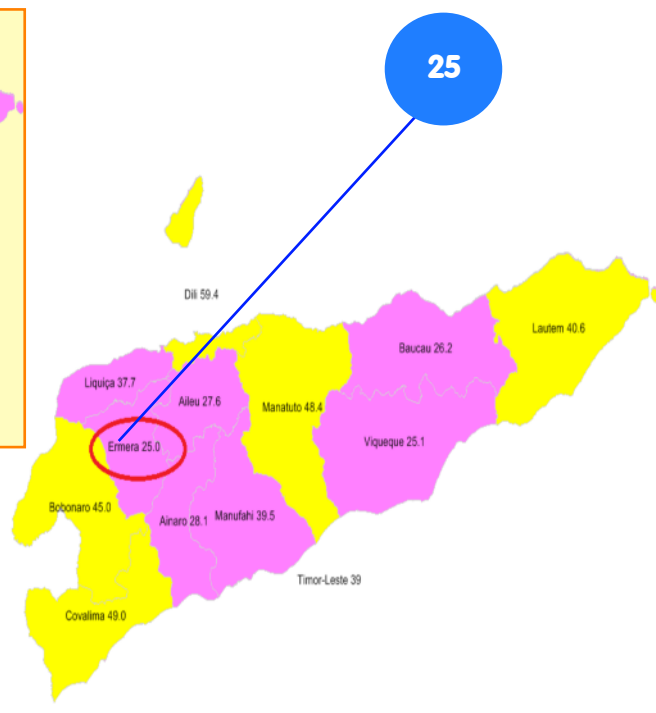 25
Dili 59.4
Lautem 40.6
Baucau 26.2
Liquiça 37.7
Aileu 27.6
Manatuto 48.4
Viqueque 25.1
Ermera 25.0
Bobonaro 45.0
Ainaro 28.1
Manufahi 39.5
Timor-Leste 39
Covalima 49.0